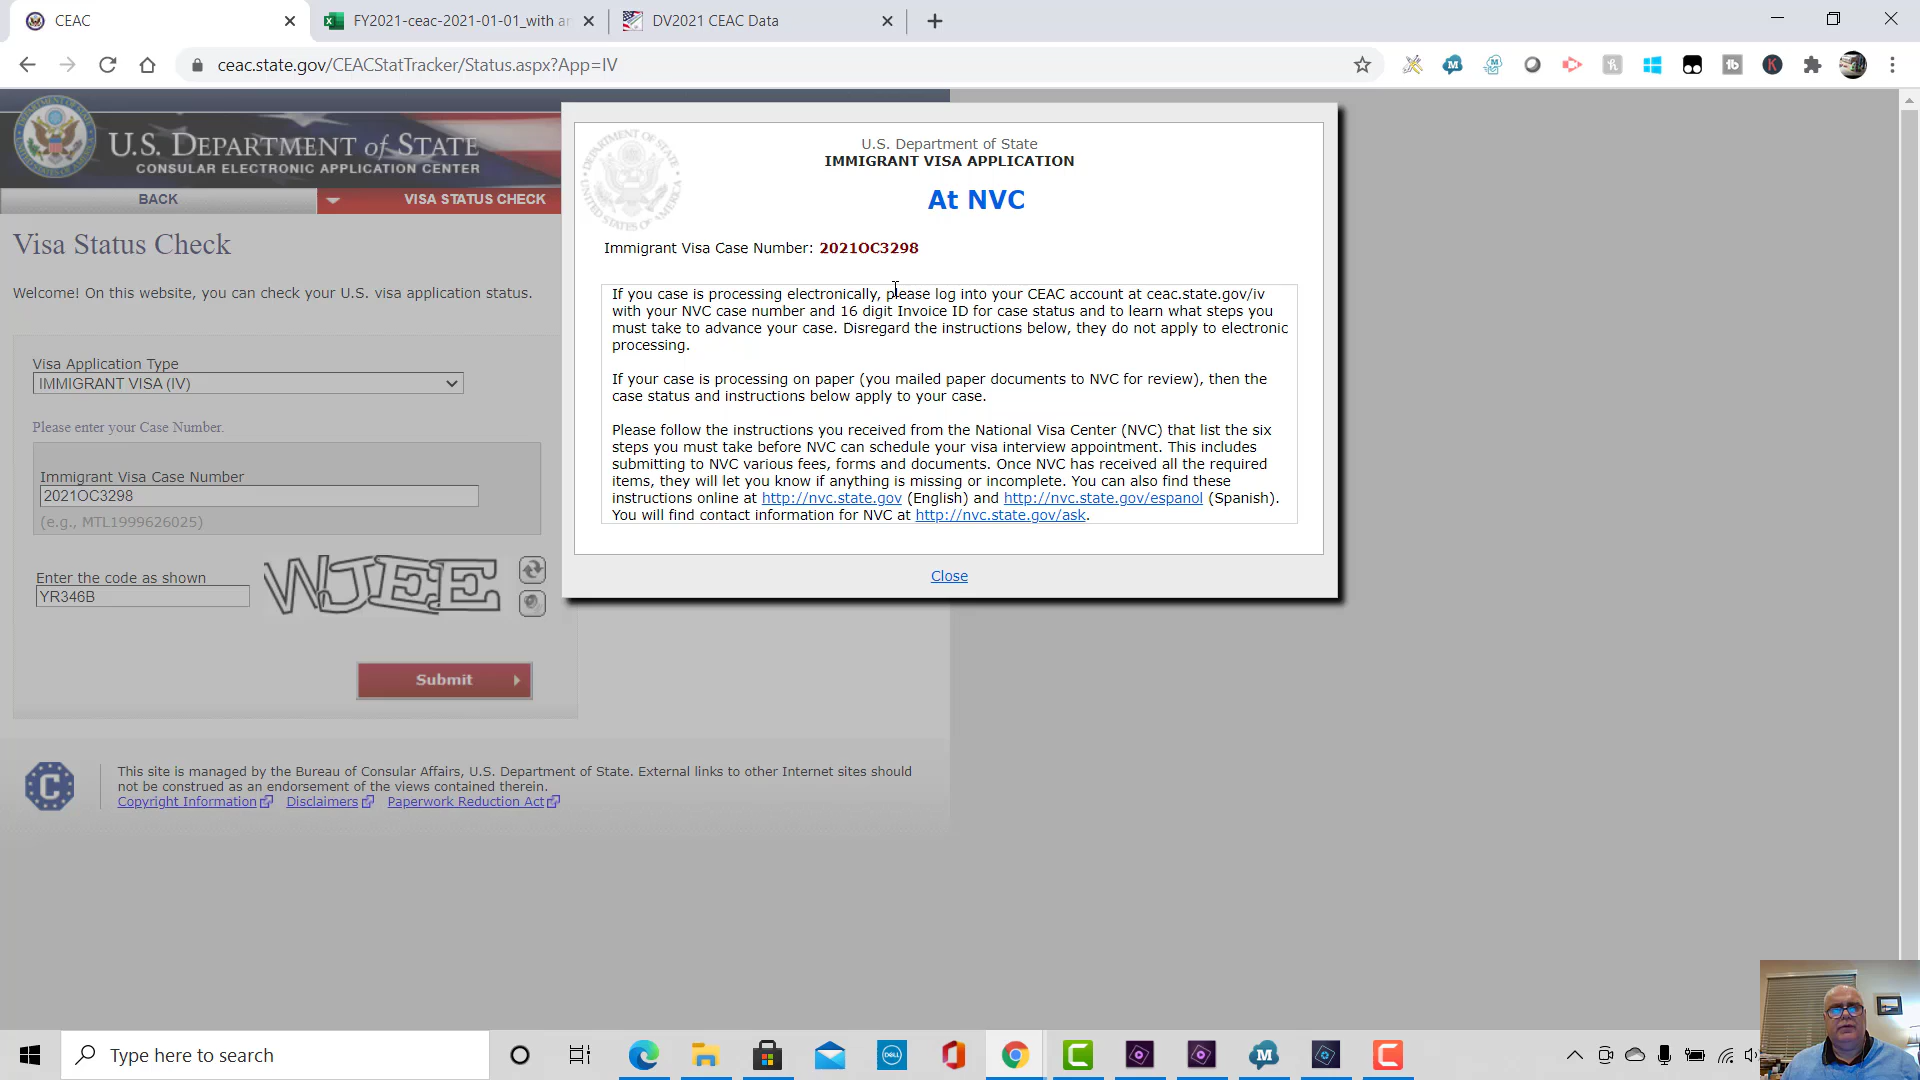 CEAC
FY2021-ceac-2021-01-01_with an
DV2021 CEAC Data
ceac.state.gov/CEACStatTracker/Status.aspx?App=IV
U.S. DEPARTMENT of STATE
CONSULAR ELECTRONIC APPLICATION CENTER
BACK
VISA STATUS CHECK
Visa Status Check
Welcome! On this website, you can check your U.S. visa application status.
Visa Application Type
IMMIGRANT VISA (IV)
Please enter your Case Number.
Immigrant Visa Case Number
2021OC3298
(e.g., MTL1999626025)
Enter the code as shown
YR346B
WJEE
Submit
U.S. Department of State
IMMIGRANT VISA APPLICATION
At NVC
Immigrant Visa Case Number: 2021OC3298
If you case is processing electronically, please log into your CEAC account at ceac.state.gov/iv
with your NVC case number and 16 digit Invoice ID for case status and to learn what steps you
must take to advance your case. Disregard the instructions below, they do not apply to electronic
processing.
If your case is processing on paper (you mailed paper documents to NVC for review), then the
case status and instructions below apply to your case.
Please follow the instructions you received from the National Visa Center (NVC) that list the six
steps you must take before NVC can schedule your visa interview appointment. This includes
submitting to NVC various fees, forms and documents. Once NVC has received all the required
items, they will let you know if anything is missing or incomplete. You can also find these
instructions online at http://nvc.state.gov (English) and http://nvc.state.gov/espanol (Spanish).
You will find contact information for NVC at http://nvc.state.gov/ask.
Close
This site is managed by the Bureau of Consular Affairs, U.S. Department of State. External links to other Internet sites should
not be construed as an endorsement of the views contained therein.
Copyright Information Disclaimers Paperwork Reduction Act
Type here to search